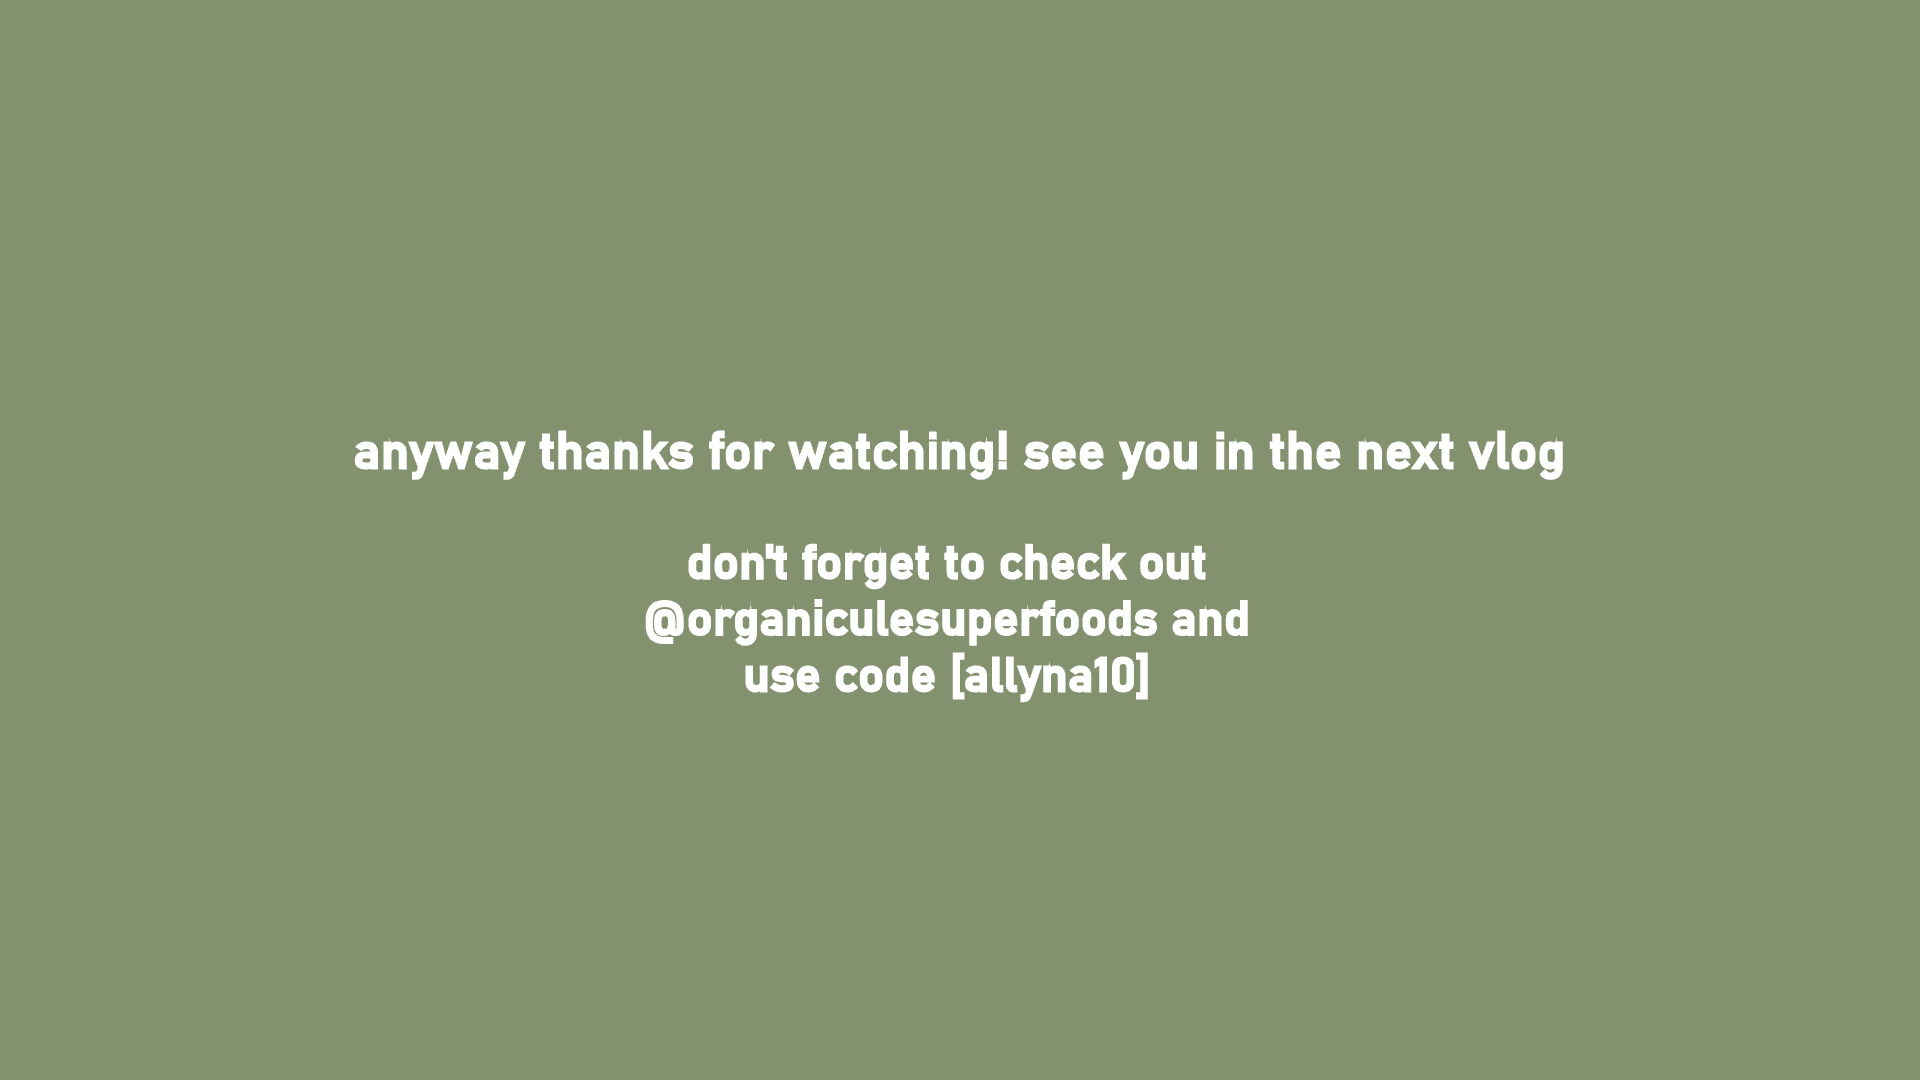 anyway thanks for watching! see you in the next vlog
don't forget to check out
@organiculesuperfoods and
use code [allyna10]